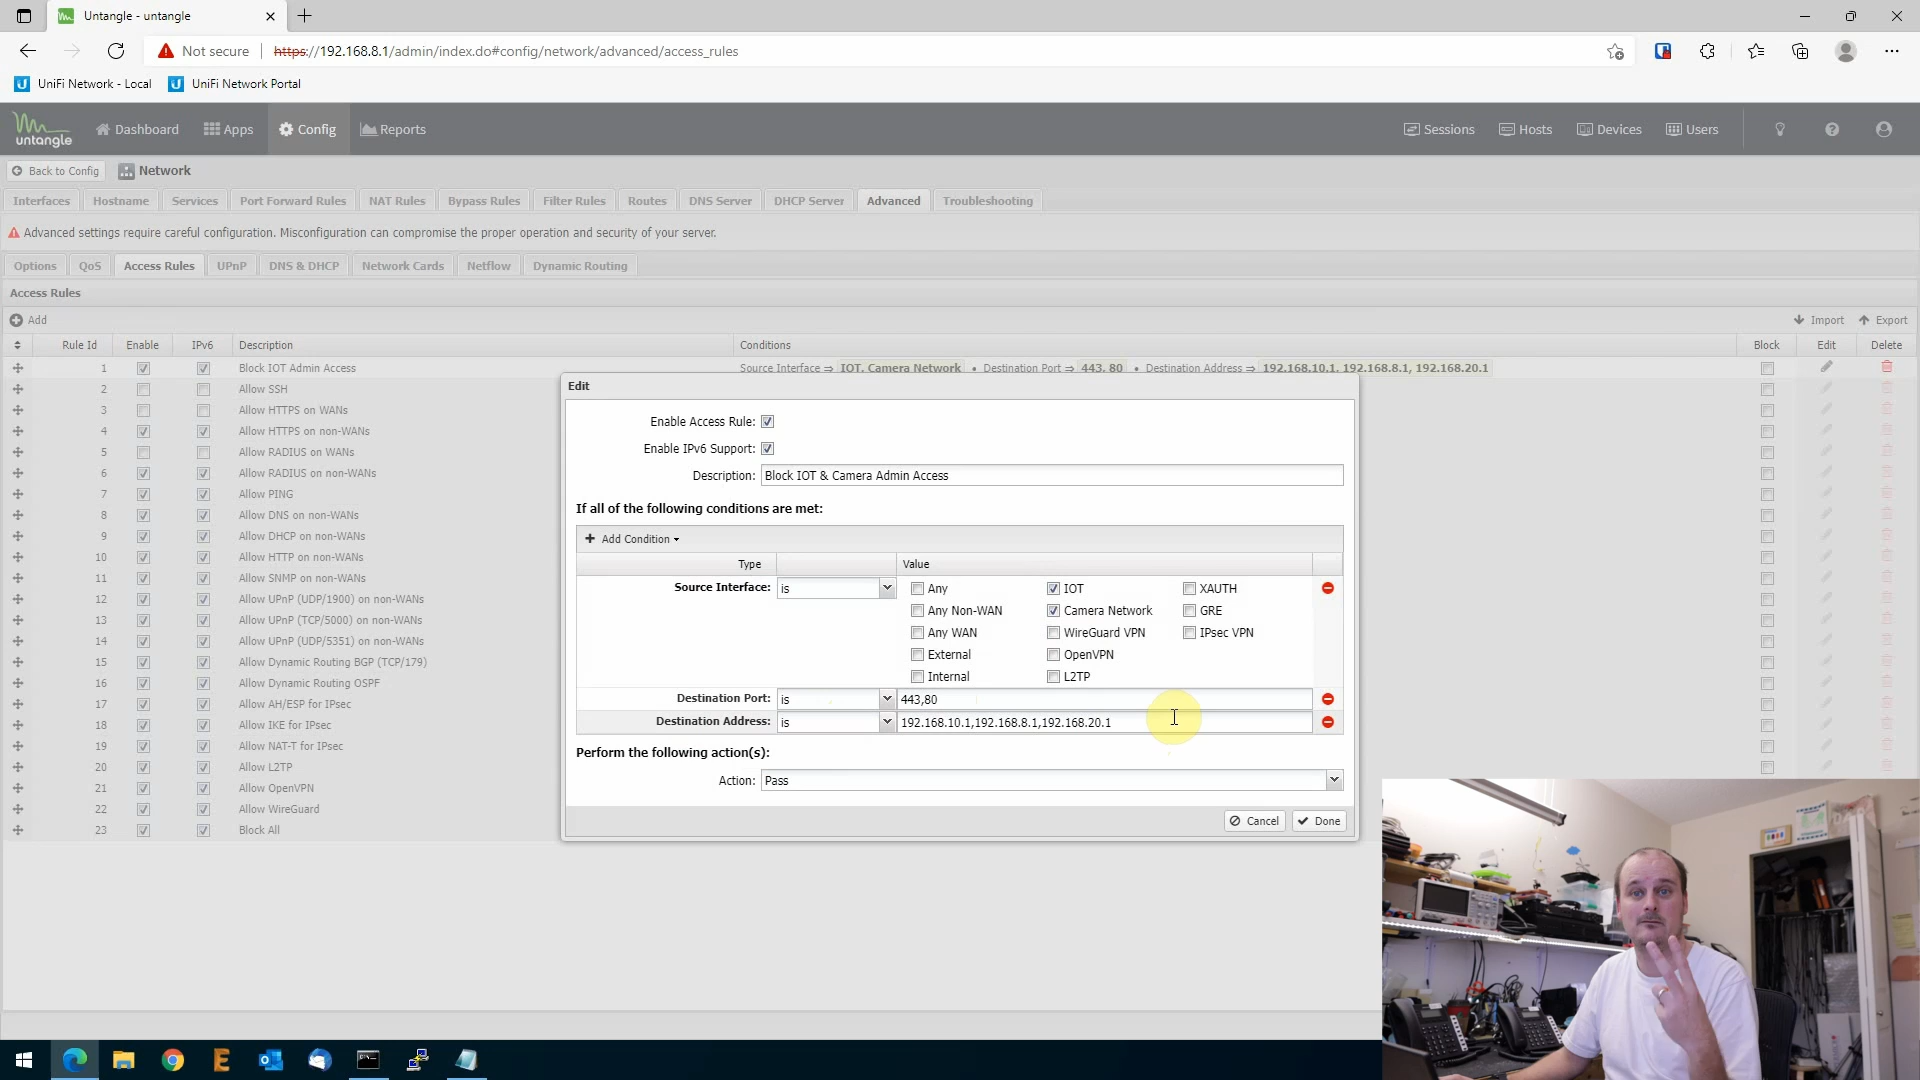 Untangle - untangle
Not secure https://192.168.8.1/admin/index.do#config/network/advanced/access_rules
UniFi Network - Local UniFi Network Portal
untangle Dashboard Apps Config Reports Sessions Hosts Devices Users
Back to Config Network
Interfaces Hostname Services Port Forward Rules NAT Rules Bypass Rules Filter Rules Routes DNS Server DHCP Server Advanced Troubleshooting
Advanced settings require careful configuration. Misconfiguration can compromise the proper operation and security of your server.
Options QoS Access Rules UPnP DNS & DHCP Network Cards Netflow Dynamic Routing
Access Rules
Add Import Export
Rule Id Enable IPv6 Description Conditions Block Edit Delete
1 Block IOT Admin Access Source Interface ⇒ IOT, Camera Network • Destination Port ⇒ 443, 80 • Destination Address ⇒ 192.168.10.1, 192.168.8.1, 192.168.20.1
2 Allow SSH
3 Allow HTTPS on WANs
4 Allow HTTPS on non-WANs
5 Allow RADIUS on WANs
6 Allow RADIUS on non-WANs
7 Allow PING
8 Allow DNS on non-WANs
9 Allow DHCP on non-WANs
10 Allow HTTP on non-WANs
11 Allow SNMP on non-WANs
12 Allow UPnP (UDP/1900) on non-WANs
13 Allow UPnP (TCP/5000) on non-WANs
14 Allow UPnP (UDP/5351) on non-WANs
15 Allow Dynamic Routing BGP (TCP/179)
16 Allow Dynamic Routing OSPF
17 Allow AH/ESP for IPsec
18 Allow IKE for IPsec
19 Allow NAT-T for IPsec
20 Allow L2TP
21 Allow OpenVPN
22 Allow WireGuard
23 Block All
Edit
Enable Access Rule:
Enable IPv6 Support:
Description: Block IOT & Camera Admin Access
If all of the following conditions are met:
Add Condition
Type Value
Source Interface: is Any IOT XAUTH
Any Non-WAN Camera Network GRE
Any WAN WireGuard VPN IPsec VPN
External OpenVPN
Internal L2TP
Destination Port: is 443,80
Destination Address: is 192.168.10.1,192.168.8.1,192.168.20.1
Perform the following action(s):
Action: Pass
Cancel Done